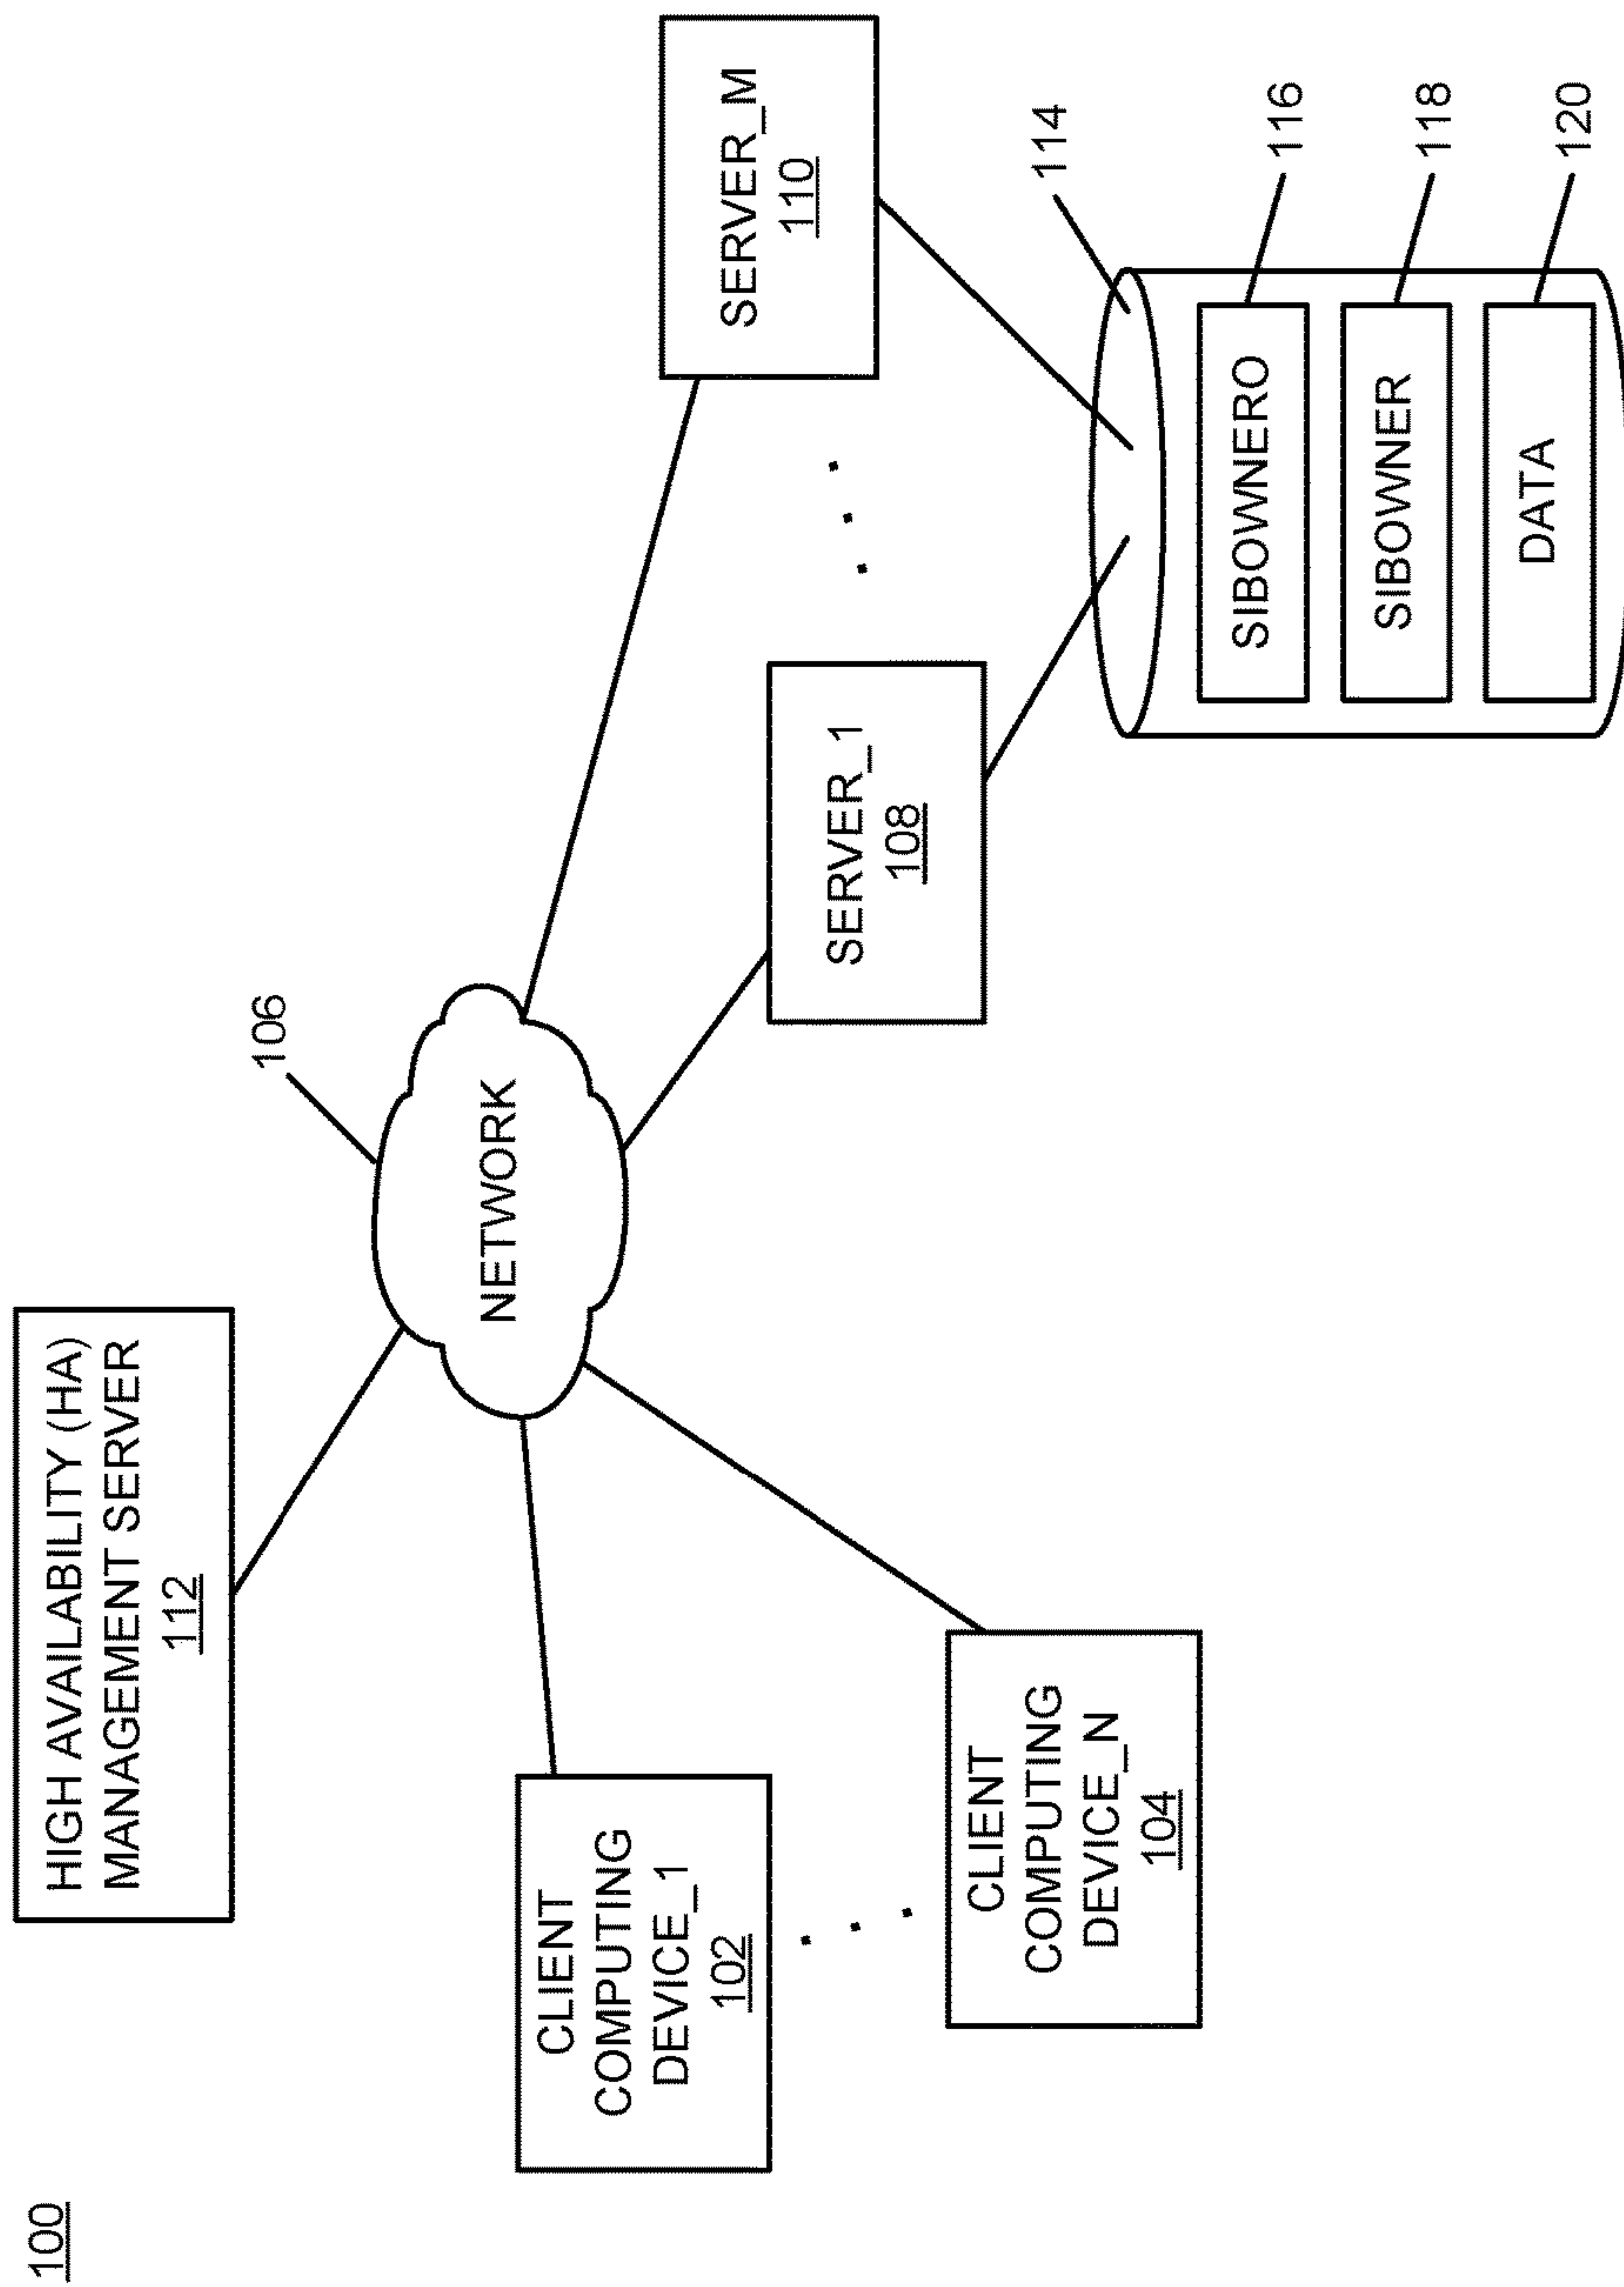 100
HIGH AVAILABILITY (HA)
MANAGEMENT SERVER
112
106
NETWORK
CLIENT
COMPUTING
DEVICE_1
102
CLIENT
COMPUTING
DEVICE_N
104
SERVER_M
110
SERVER_1
108
114
SIBOWNERO
116
SIBOWNER
118
DATA
120